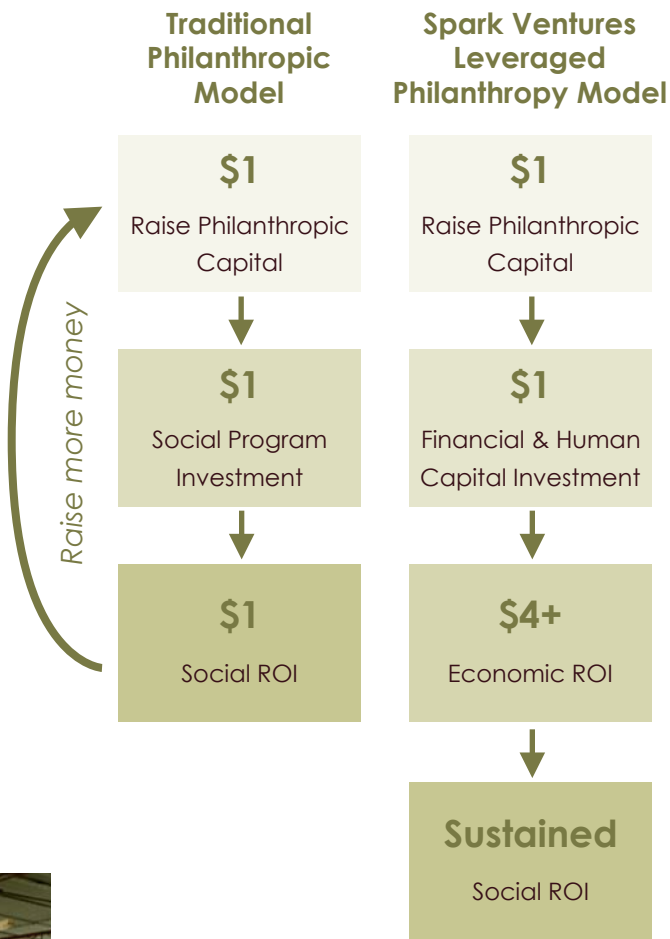 Traditional
Philanthropic
Model
$1
Raise Philanthropic
Capital
$1
Social Program
Investment
$1
Social ROI
Raise more money
Spark Ventures
Leveraged
Philanthropy Model
$1
Raise Philanthropic
Capital
$1
Financial & Human
Capital Investment
$4+
Economic ROI
Sustained
Social ROI